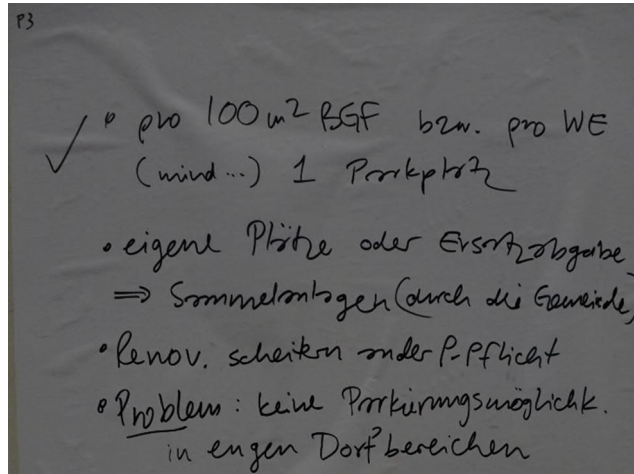 P3
✓ • pro 100 m² BGF bzw. pro WE
(mind...) 1 Parkplatz
• eigene Plätze oder Ersatzabgabe
⇒ Sammelanlagen (durch die Gemeinde)
• Renov. scheitern an der P-Pflicht
• Problem: keine Parkierungsmöglichk.
in engen Dorfbereichen